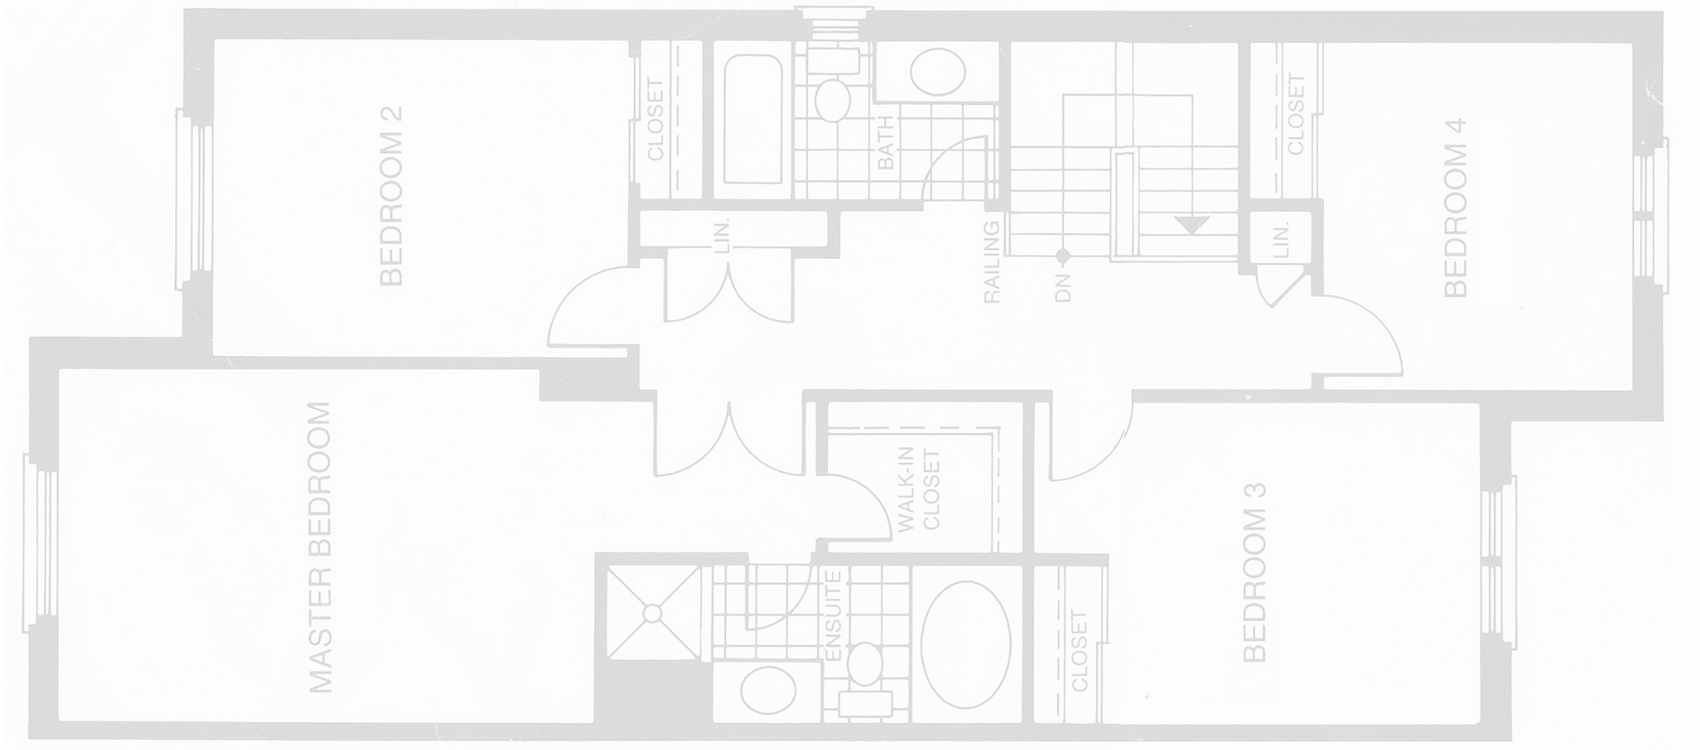 BEDROOM 2
CLOSET
BATH
LIN.
RAILING
DN
CLOSET
LIN.
BEDROOM 4
MASTER BEDROOM
WALK-IN
CLOSET
ENSUITE
CLOSET
BEDROOM 3